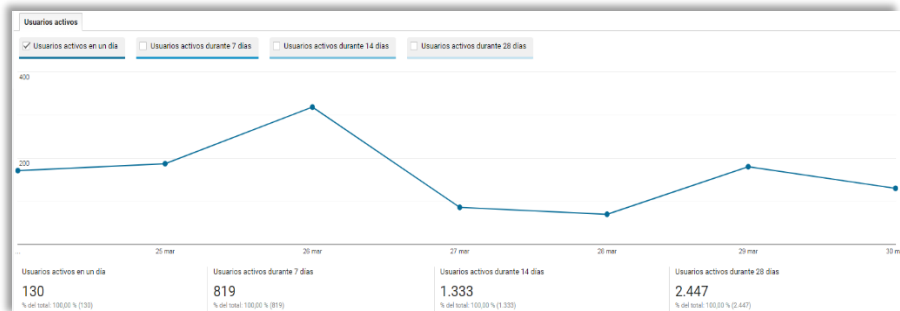 Usuarios activos
Usuarios activos en un día
Usuarios activos durante 7 días
Usuarios activos durante 14 días
Usuarios activos durante 28 días
400
200
...
25 mar
26 mar
27 mar
28 mar
29 mar
30 m
Usuarios activos en un día
130
% del total: 100,00 % (130)
Usuarios activos durante 7 días
819
% del total: 100,00 % (819)
Usuarios activos durante 14 días
1.333
% del total: 100,00 % (1.333)
Usuarios activos durante 28 días
2.447
% del total: 100,00 % (2.447)